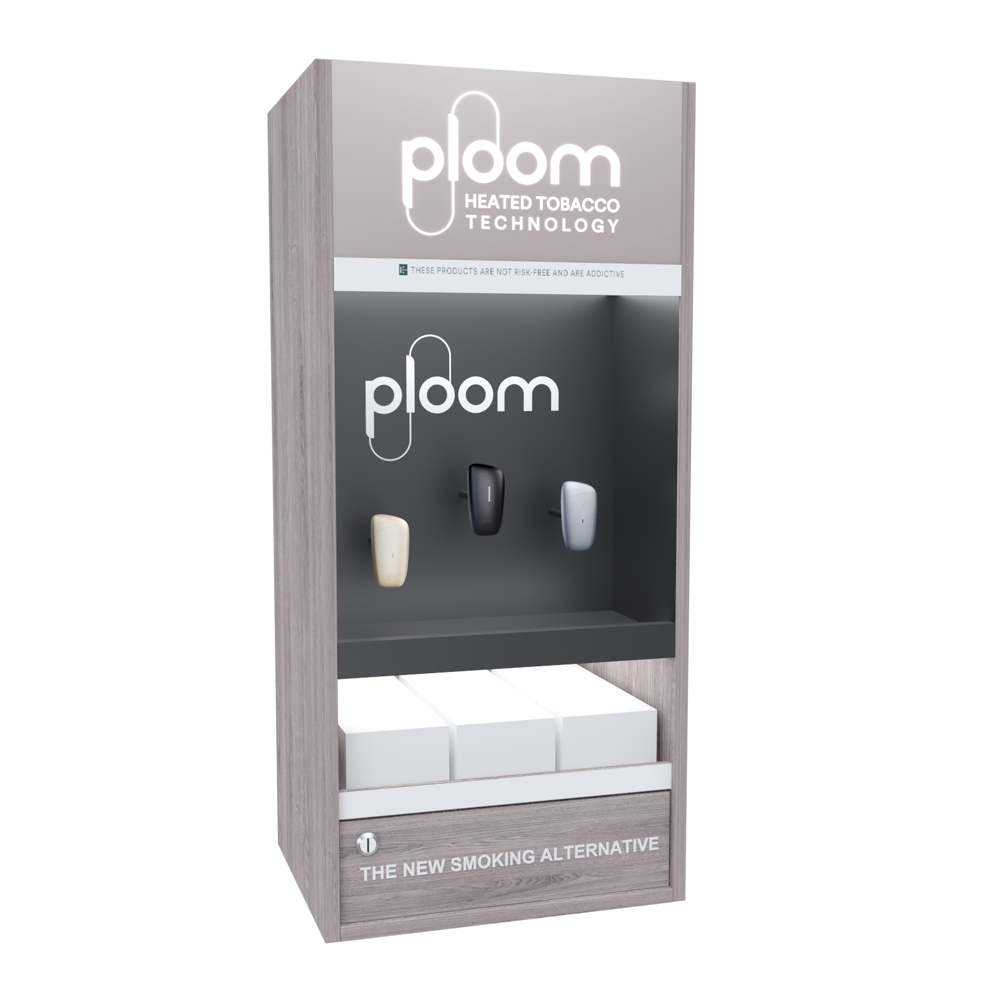 ploom
HEATED TOBACCO
TECHNOLOGY
THESE PRODUCTS ARE NOT RISK-FREE AND ARE ADDICTIVE
ploom
THE NEW SMOKING ALTERNATIVE